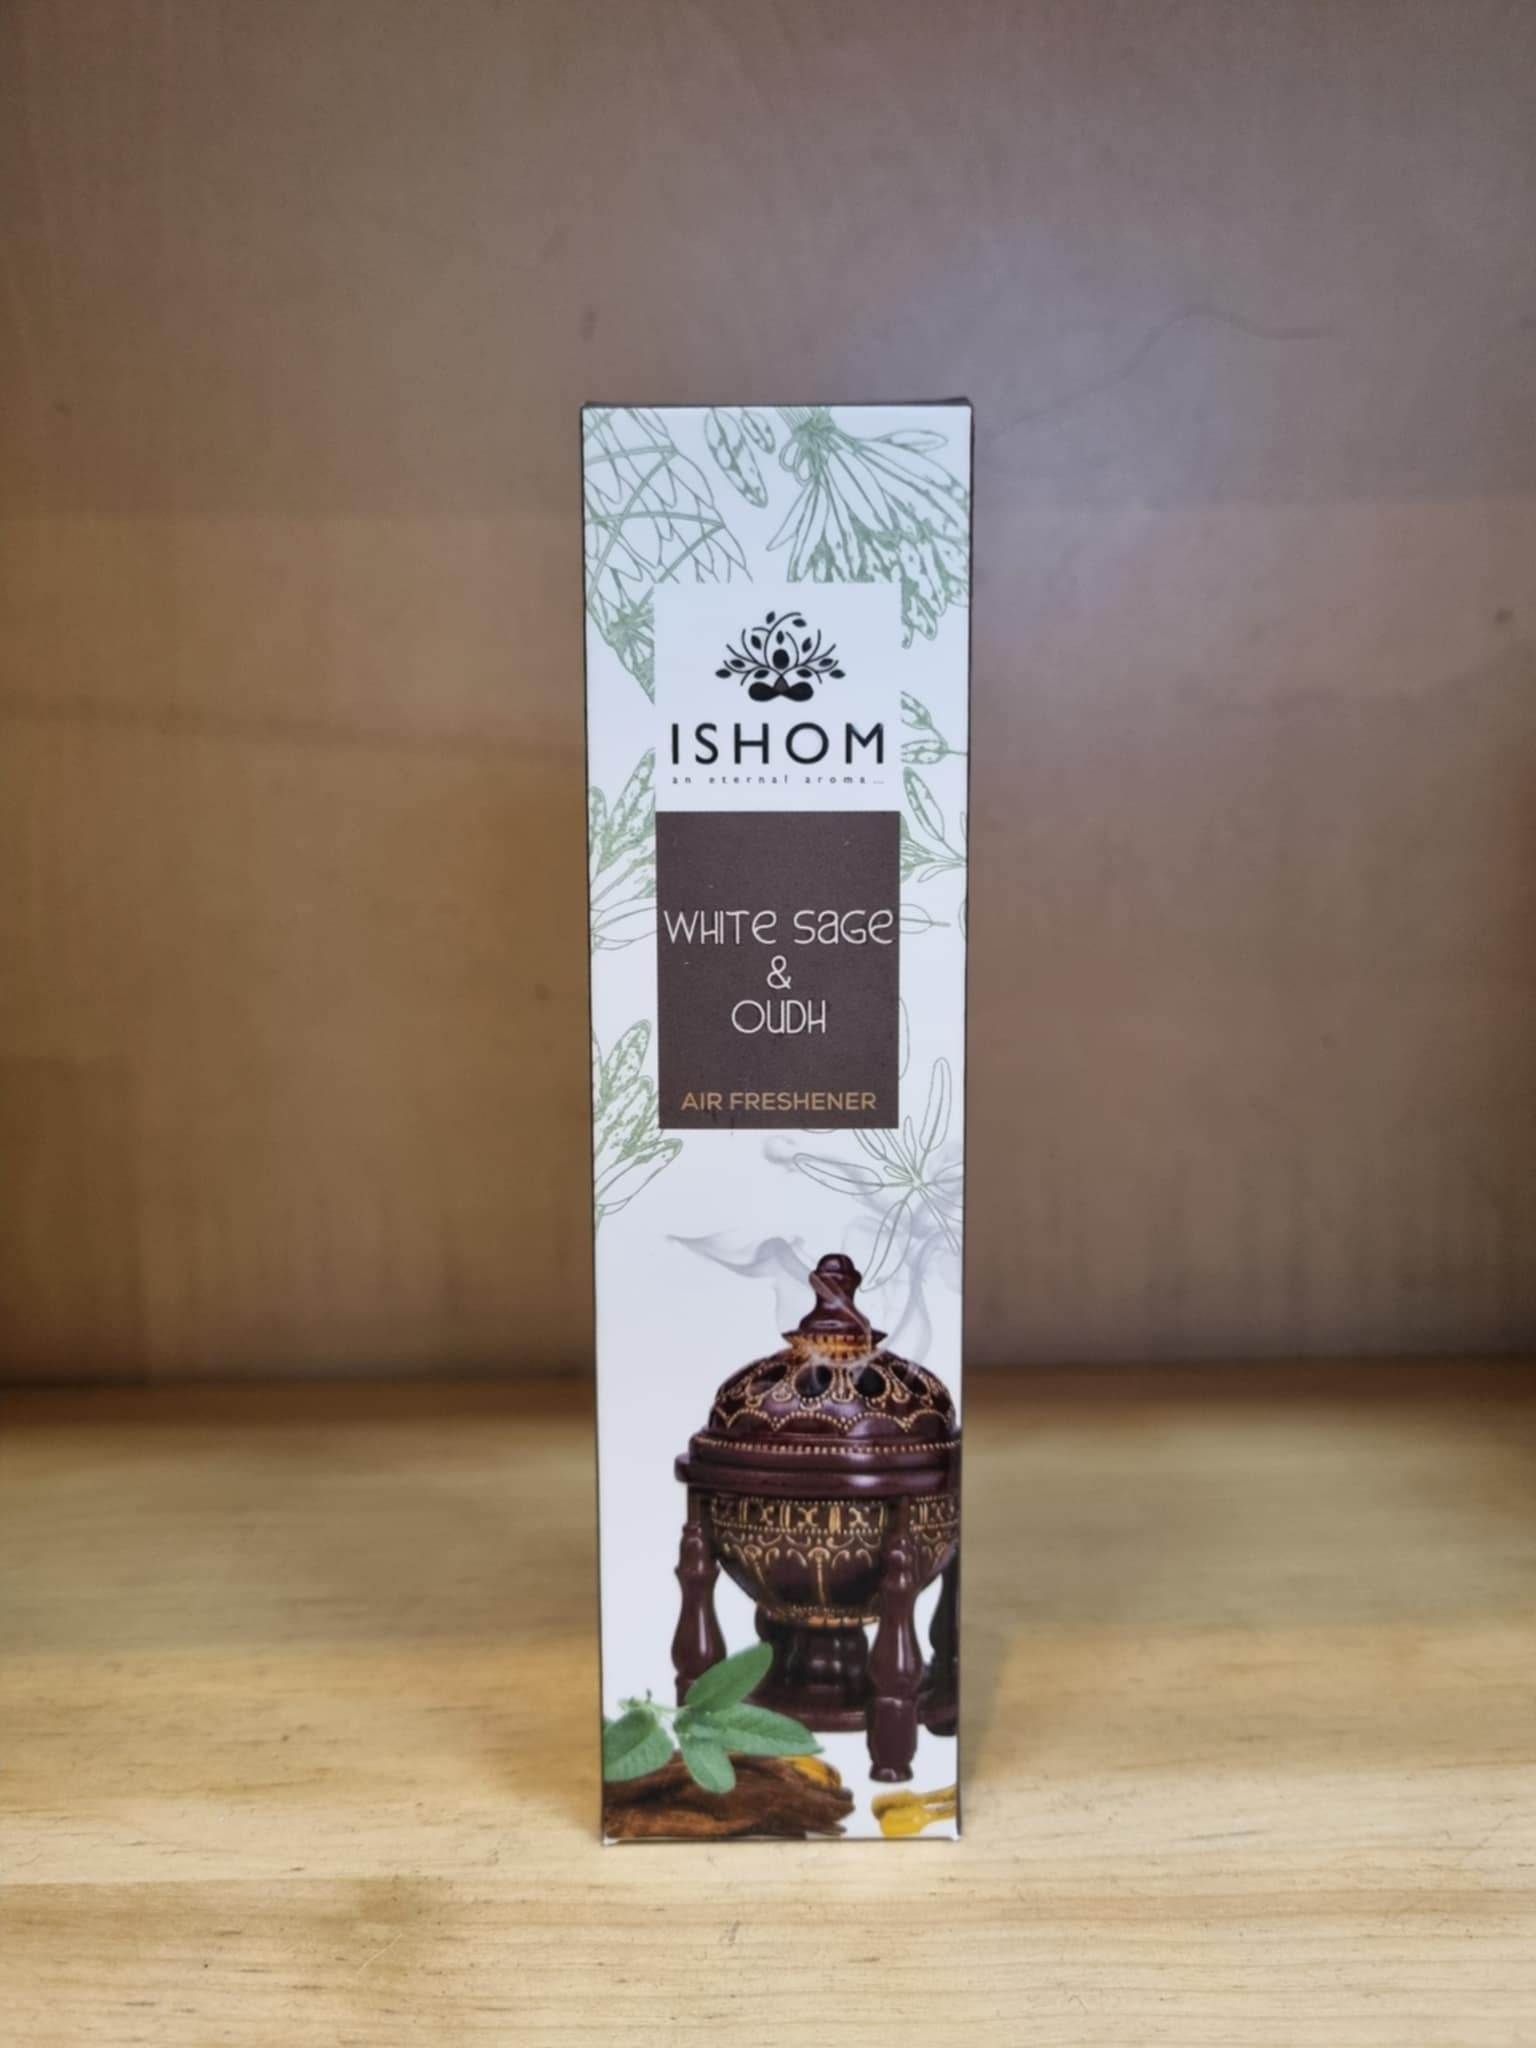 ISHOM
an eternal aroma...
WHITE SAGE
&
OUDH
AIR FRESHENER